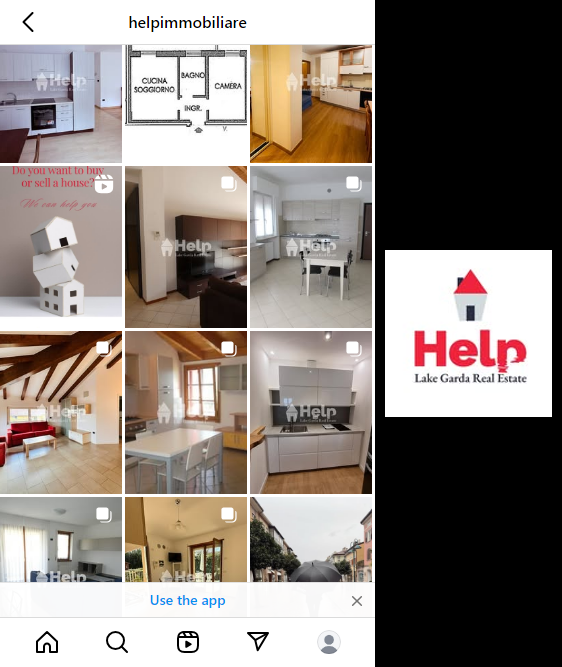 helpimmobiliare
Help
CUCINA
SOGGIORNO
BAGNO
CAMERA
INGR.
Help
Do you want to buy
or sell a house?
We can help you
Help
Help
Help
Help
Help
Help
Use the app
Help
Lake Garda Real Estate